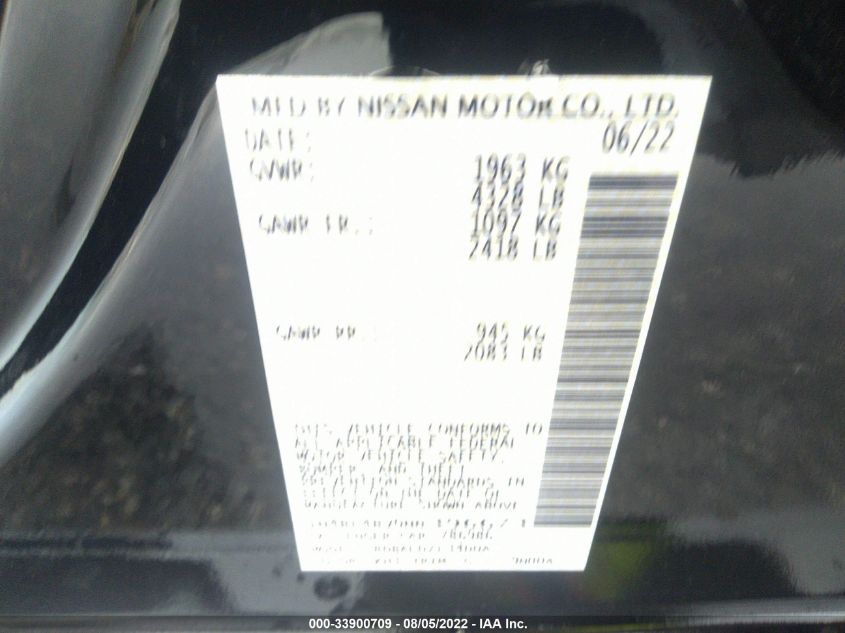 MFD BY NISSAN MOTOR CO., LTD.
DATE: 06/22
GVWR: 1963 KG
4328 LB
GAWR FR.: 1097 KG
2418 LB
GAWR RR.: 945 KG
2083 LB
THIS VEHICLE CONFORMS TO
ALL APPLICABLE FEDERAL
MOTOR VEHICLE SAFETY,
BUMPER, AND THEFT
PREVENTION STANDARDS IN
EFFECT ON THE DATE OF
MANUFACTURE SHOWN ABOVE
PASSENGER CAR
000-33900709 - 08/05/2022 - IAA Inc.